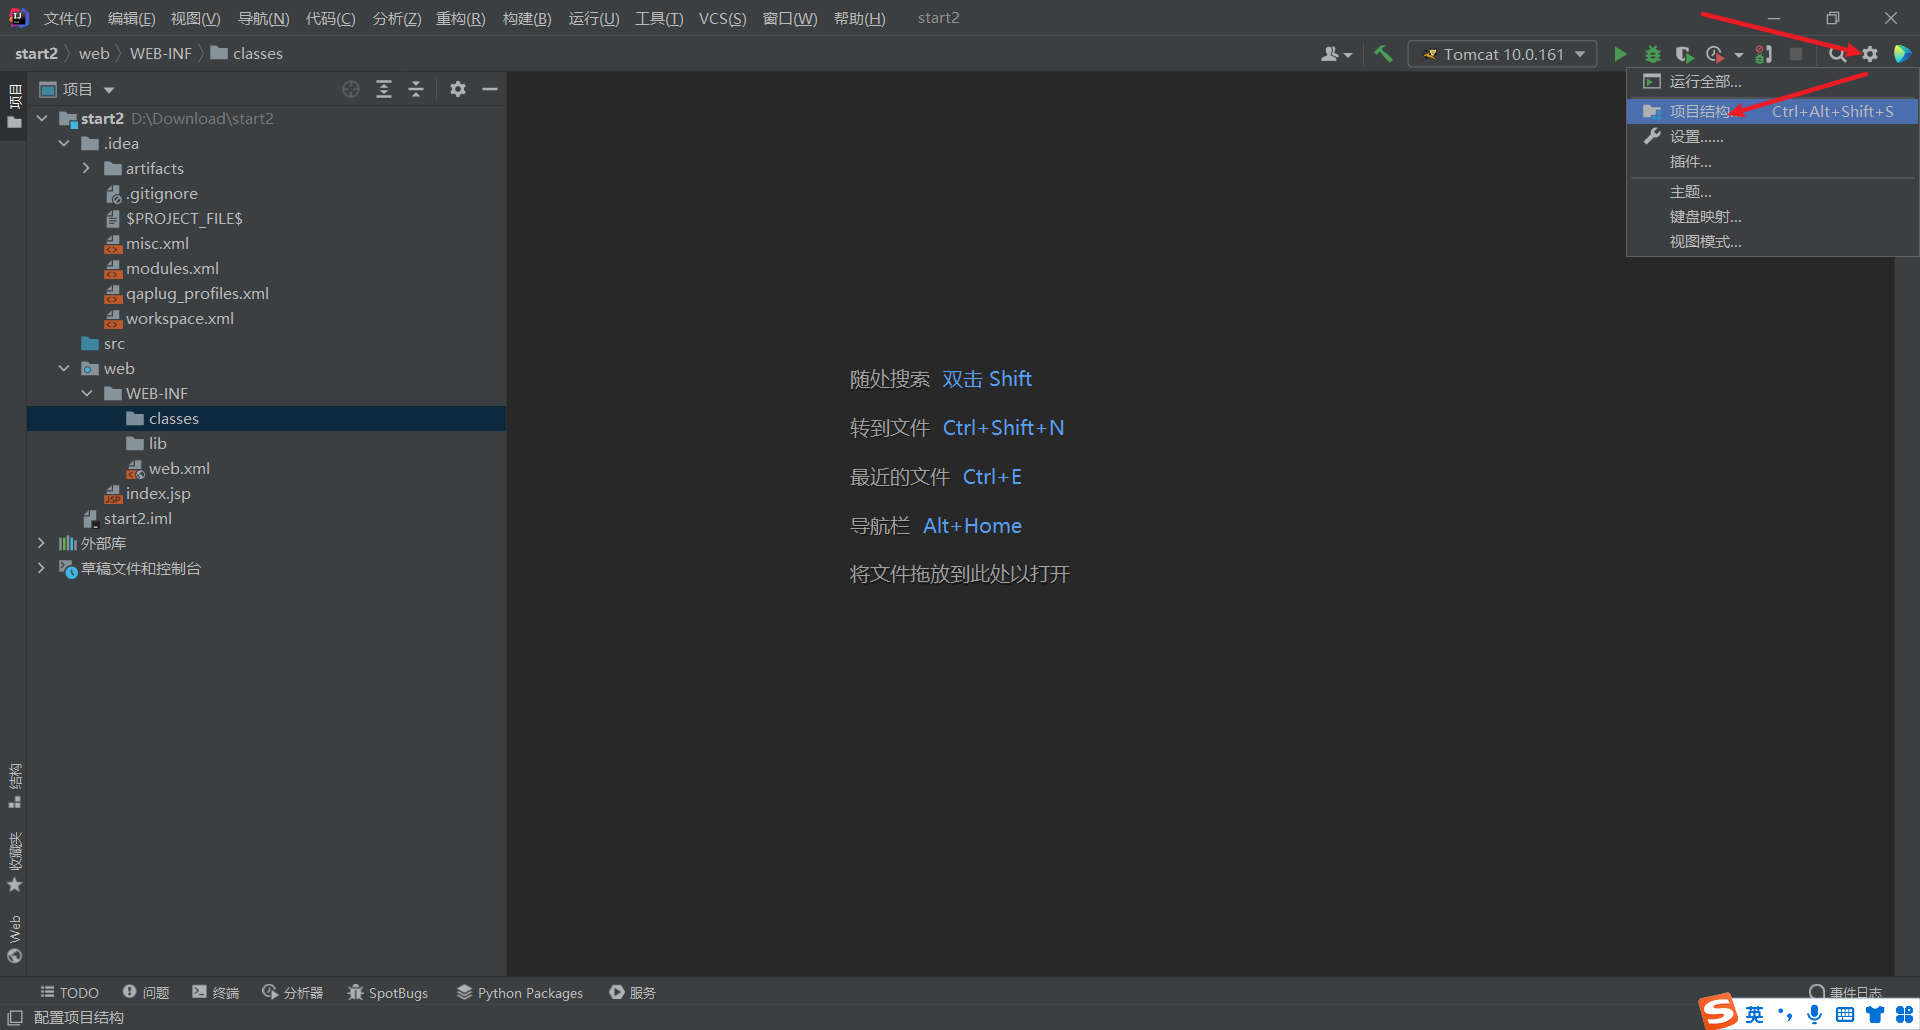 文件(F) 编辑(E) 视图(V) 导航(N) 代码(C) 分析(Z) 重构(R) 构建(B) 运行(U) 工具(T) VCS(S) 窗口(W) 帮助(H) start2
start2 web WEB-INF classes Tomcat 10.0.161
项目
项目
运行全部...
项目结构... Ctrl+Alt+Shift+S
设置......
插件...
主题...
键盘映射...
视图模式...
start2 D:\Download\start2
.idea
artifacts
.gitignore
$PROJECT_FILE$
misc.xml
modules.xml
qaplug_profiles.xml
workspace.xml
src
web
WEB-INF
classes
lib
web.xml
index.jsp
start2.iml
外部库
草稿文件和控制台
随处搜索 双击 Shift
转到文件 Ctrl+Shift+N
最近的文件 Ctrl+E
导航栏 Alt+Home
将文件拖放到此处以打开
结构
收藏夹
Web
TODO 问题 终端 分析器 SpotBugs Python Packages 服务 事件日志
配置项目结构
英